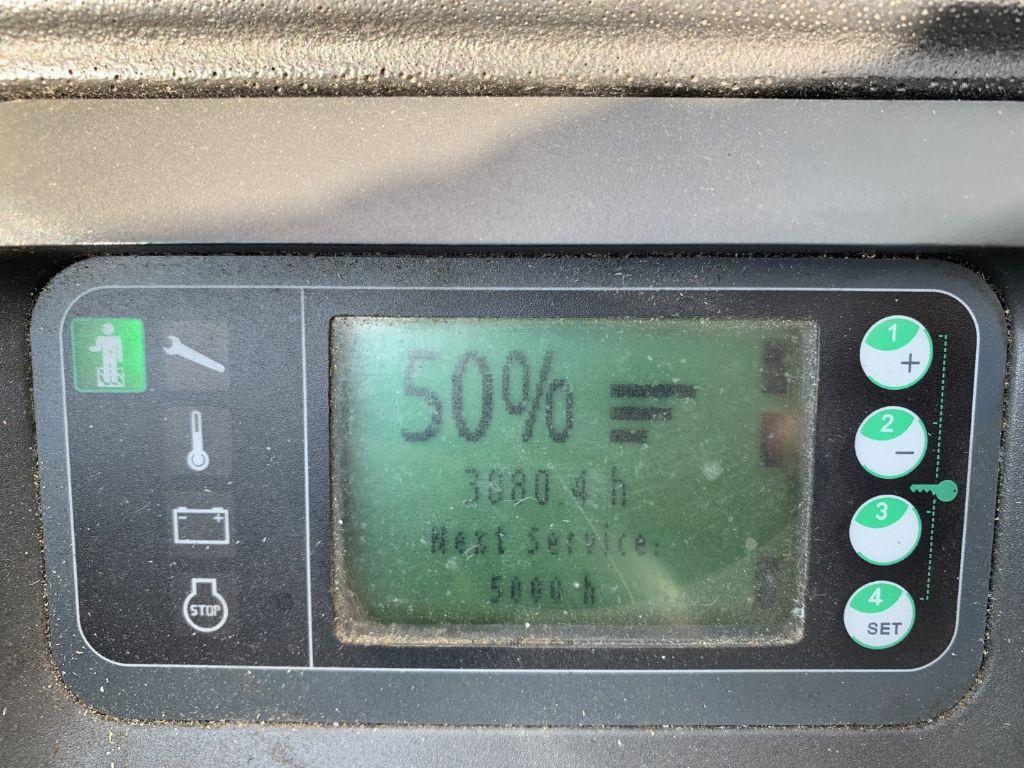 50%
3880.4 h
Next Service:
5000 h
STOP
1
+
2
−
3
4
SET